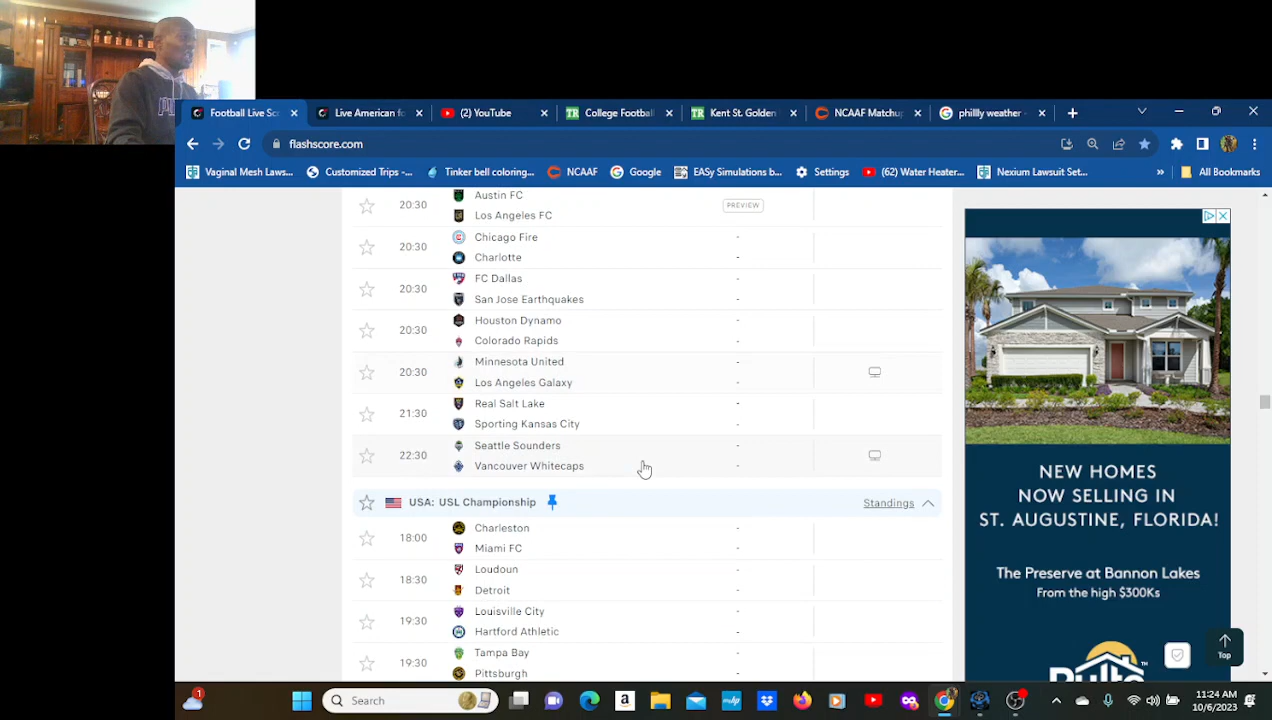 Football Live Sco
Live American fo
(2) YouTube
College Footbal
Kent St. Golden
NCAAF Matchup
phillly weather -
flashscore.com
Vaginal Mesh Laws...
Customized Trips -...
Tinker bell coloring...
NCAAF
Google
EASy Simulations b...
Settings
(62) Water Heater...
Nexium Lawsuit Set...
»
All Bookmarks
20:30
Austin FC
Los Angeles FC
PREVIEW
20:30
Chicago Fire
-
Charlotte
-
20:30
FC Dallas
-
San Jose Earthquakes
-
20:30
Houston Dynamo
-
Colorado Rapids
-
20:30
Minnesota United
-
Los Angeles Galaxy
-
21:30
Real Salt Lake
-
Sporting Kansas City
-
22:30
Seattle Sounders
-
Vancouver Whitecaps
-
USA: USL Championship
Standings
18:00
Charleston
-
Miami FC
-
18:30
Loudoun
-
Detroit
-
19:30
Louisville City
-
Hartford Athletic
-
19:30
Tampa Bay
-
Pittsburgh
-
NEW HOMES
NOW SELLING IN
ST. AUGUSTINE, FLORIDA!
The Preserve at Bannon Lakes
From the high $300Ks
Pulte
Top
1
Search
11:24 AM
10/6/2023